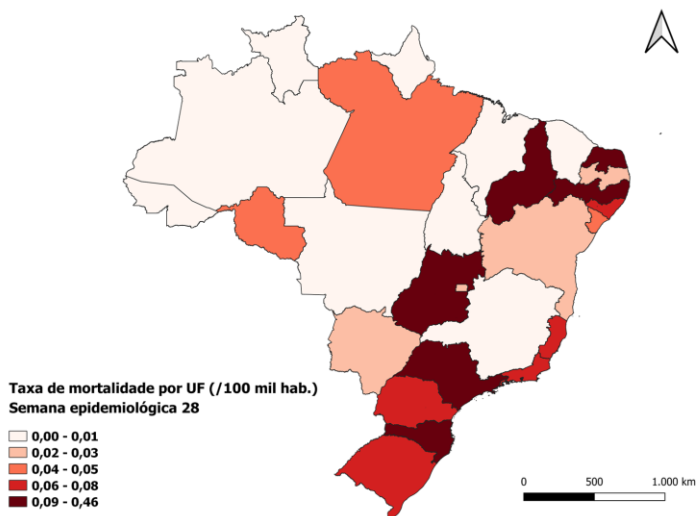 Taxa de mortalidade por UF (/100 mil hab.)
Semana epidemiológica 28
0,00 - 0,01
0,02 - 0,03
0,04 - 0,05
0,06 - 0,08
0,09 - 0,46
0 500 1.000 km